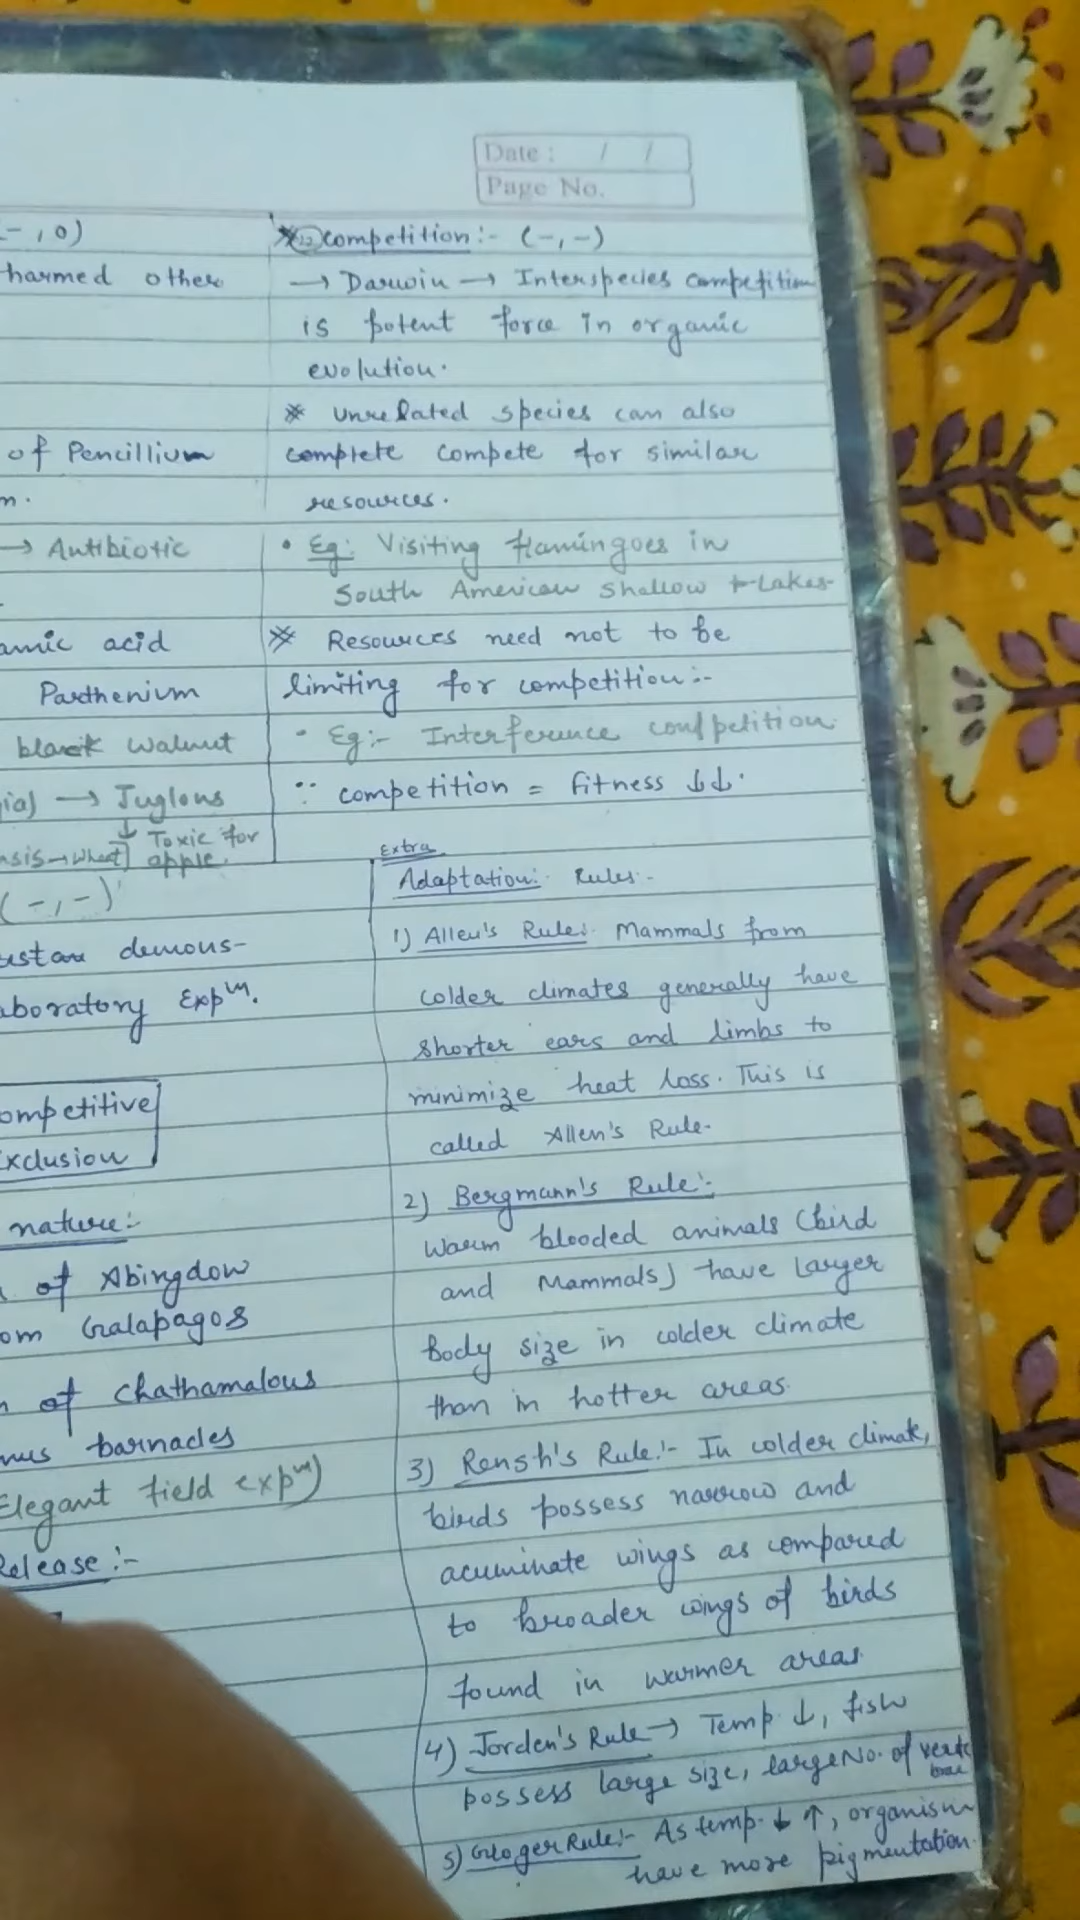 Date : / /
Page No.
-, 0)
harmed other
of Pencillium
n.
→ Antibiotic
amic acid
Parthenium
black walnut
→ Juglons
↓ Toxic for
→ wheat] apple.
(-,-)
demons-
aboratory Expᵐ.
ompetitive
xclusion
nature:-
of Abingdow
om Galapagos
of chathamalous
nus barnacles
Elegant field expᵐ)
Release :-
* competition :- (-,-)
→ Darwin → Interspecies competition
is potent force in organic
evolution.
* unrelated species can also
complete compete for similar
resources.
• Eg: Visiting flamingoes in
South American shallow Lakes
* Resources need not to be
limiting for competition :-
• Eg:- Interference competition
∵ competition = fitness ↓↓.
Extra
Adaptation: Rules:-
1) Allen's Rule: Mammals from
colder climates generally have
shorter ears and limbs to
minimize heat loss. This is
called Allen's Rule.
2) Bergmann's Rule:-
Warm blooded animals (bird
and Mammals) have Larger
Body size in colder climate
than in hotter areas.
3) Rensh's Rule:- In colder climate,
birds possess narrow and
acuminate wings as compared
to broader wings of birds
found in warmer areas.
4) Jorden's Rule → Temp ↓, fish
possess large size, large No. of verte
brae
5) Gloger Rule:- As temp. ↑, organism
have more pigmentation.